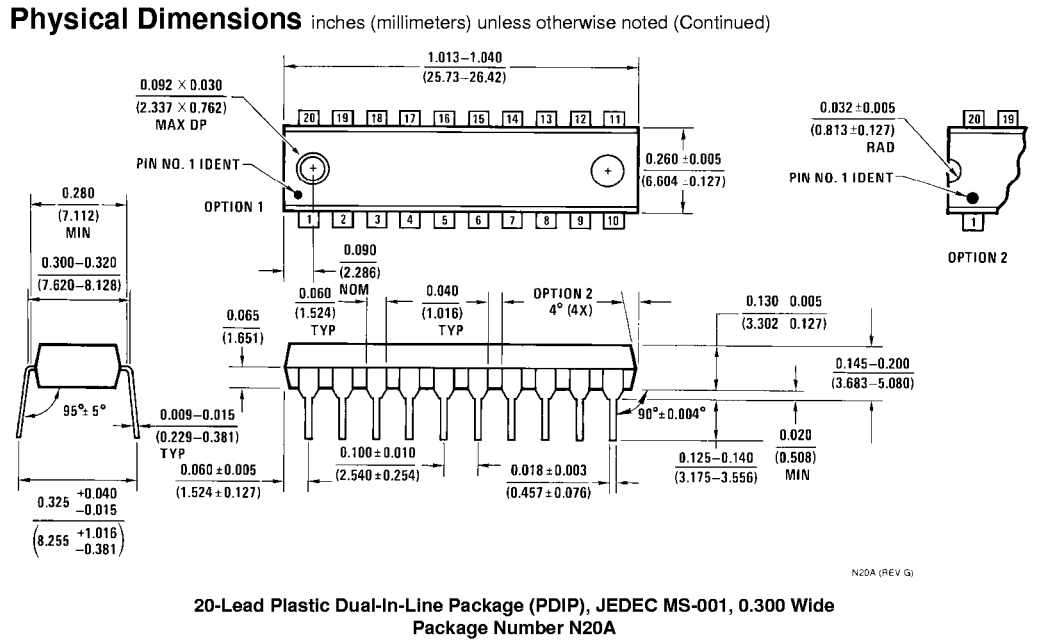 Physical Dimensions inches (millimeters) unless otherwise noted (Continued)
1.013–1.040
(25.73–26.42)
0.092 × 0.030
(2.337 × 0.762)
MAX DP
20 19 18 17 16 15 14 13 12 11
PIN NO. 1 IDENT
OPTION 1
1 2 3 4 5 6 7 8 9 10
0.260 ±0.005
(6.604 ±0.127)
0.032 ±0.005
(0.813 ±0.127)
RAD
20 19
PIN NO. 1 IDENT
1
OPTION 2
0.280
(7.112)
MIN
0.300–0.320
(7.620–8.128)
0.090
(2.286)
NOM
0.060
(1.524)
TYP
0.040
(1.016)
TYP
OPTION 2
4° (4X)
0.130 0.005
(3.302 0.127)
0.065
(1.651)
0.145–0.200
(3.683–5.080)
95°± 5°
0.009–0.015
(0.229–0.381)
TYP
90°±0.004°
0.020
(0.508)
MIN
0.125–0.140
(3.175–3.556)
0.100 ±0.010
(2.540 ±0.254)
0.018 ±0.003
(0.457 ±0.076)
0.060 ±0.005
(1.524 ±0.127)
0.325 +0.040
−0.015
(8.255 +1.016
−0.381)
N20A (REV G)
20-Lead Plastic Dual-In-Line Package (PDIP), JEDEC MS-001, 0.300 Wide
Package Number N20A